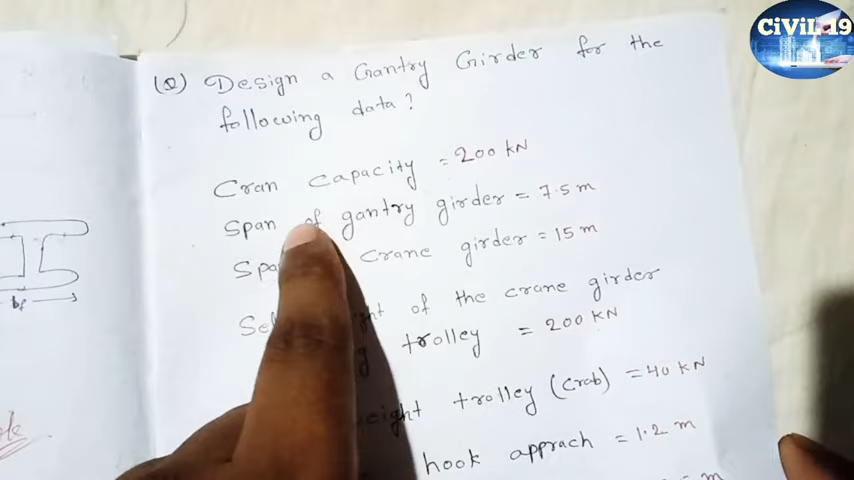 CiViL 19
(Q) Design a Gantry Girder for the
following data?
Cran capacity = 200 kN
Span of gantry girder = 7.5 m
Spa crane girder = 15 m
of the crane girder
trolley = 200 KN
trolley (crab) = 40 KN
hook apprach = 1.2 m
= m
bf